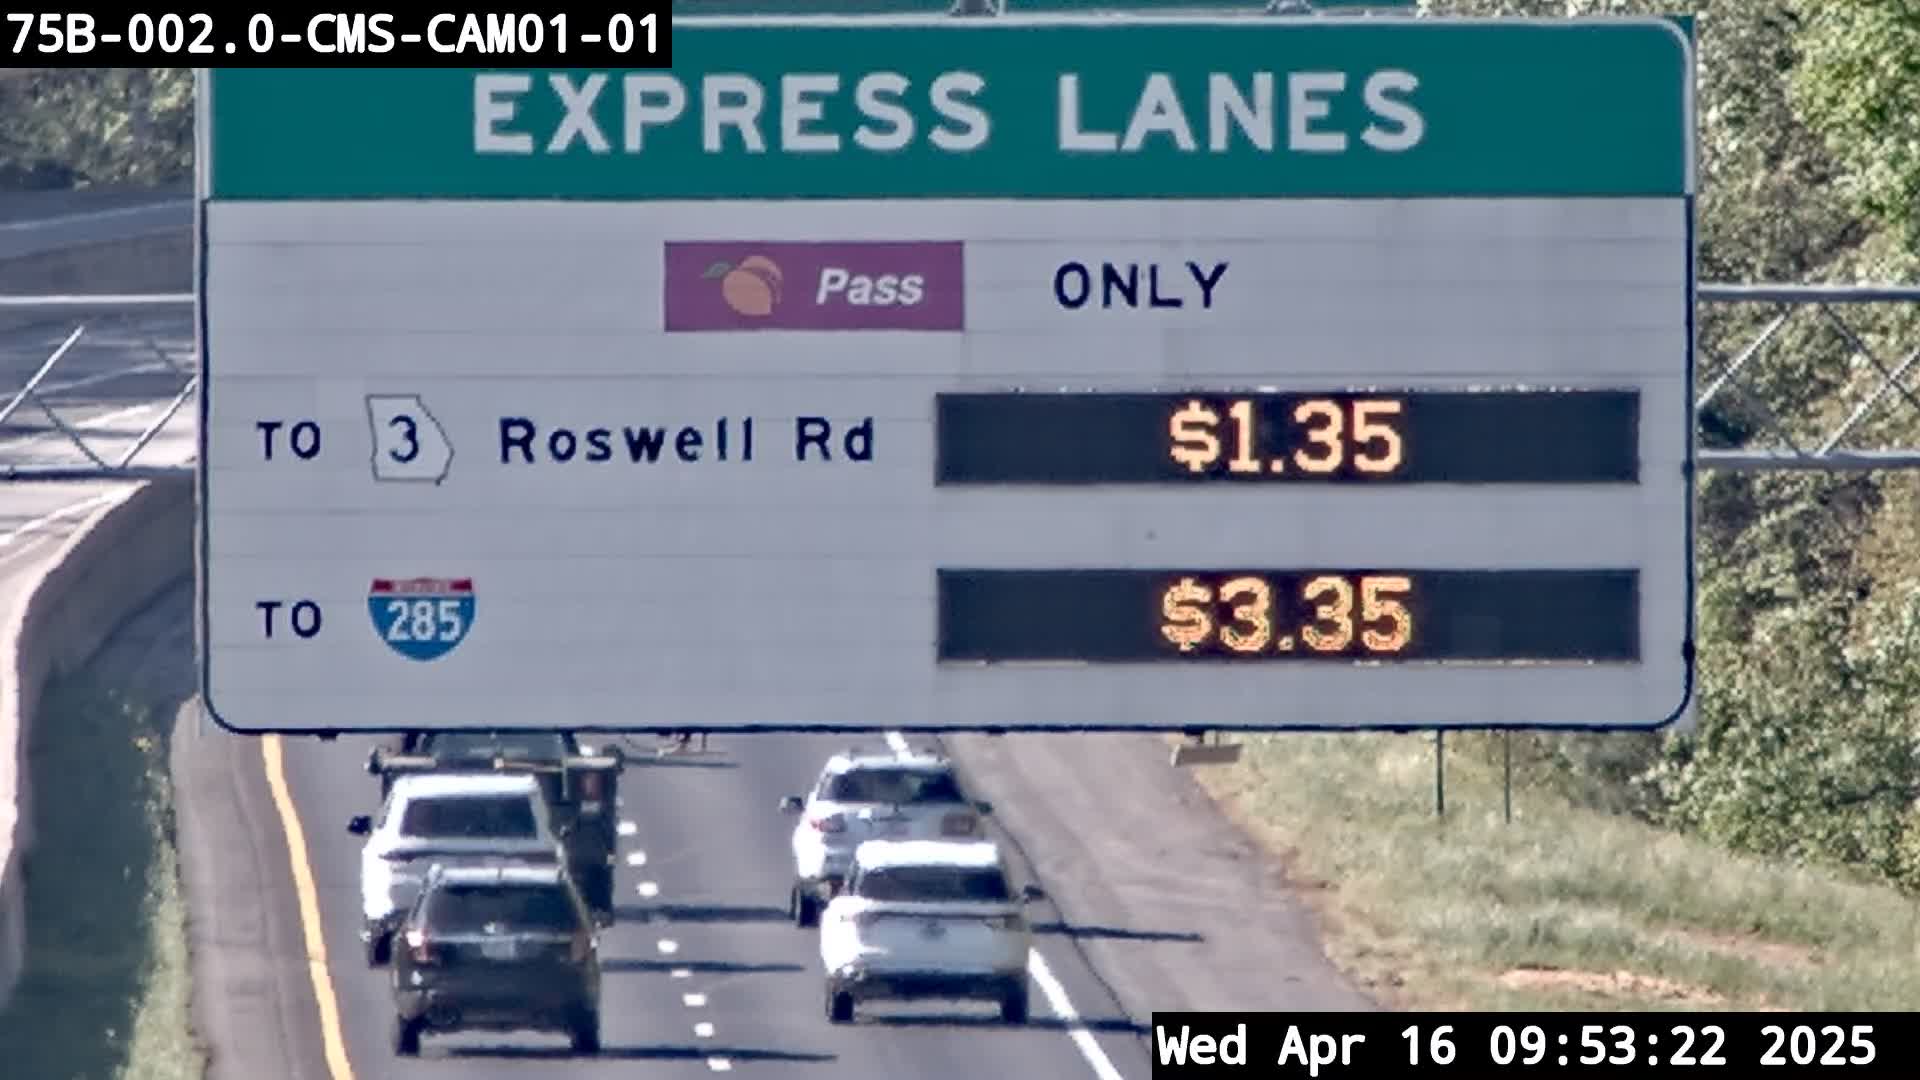 75B-002.0-CMS-CAM01-01
EXPRESS LANES
Pass ONLY
TO 3 Roswell Rd $1.35
TO 285 $3.35
Wed Apr 16 09:53:22 2025